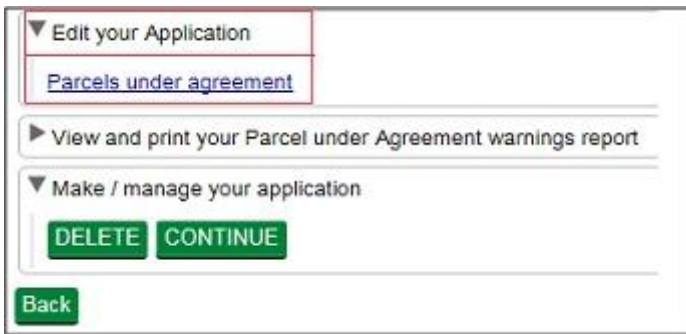 Edit your Application
Parcels under agreement
View and print your Parcel under Agreement warnings report
Make / manage your application
DELETE CONTINUE
Back